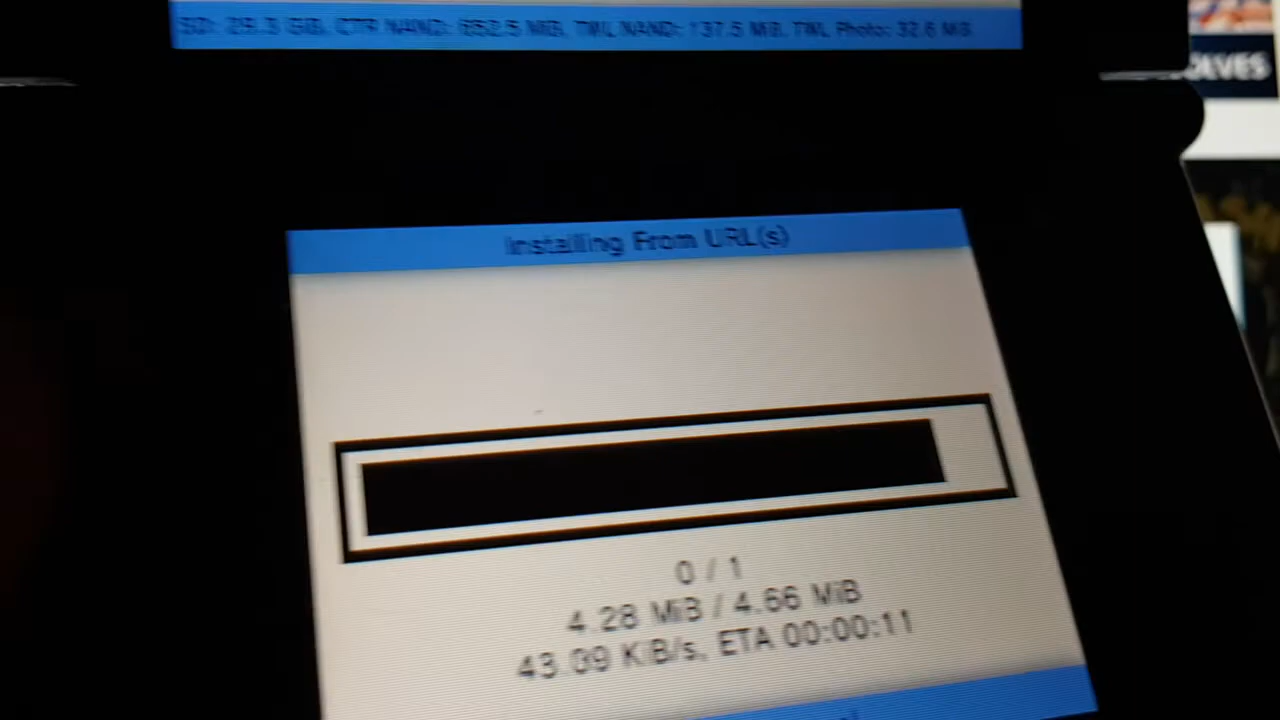 SD: 29.3 GiB, CTR NAND: 652.5 MiB, TWL NAND: 137.5 MiB, TWL Photo: 32.6 MiB
OLVES
Installing From URL(s)
0 / 1
4.28 MiB / 4.66 MiB
43.09 KiB/s, ETA 00:00:11